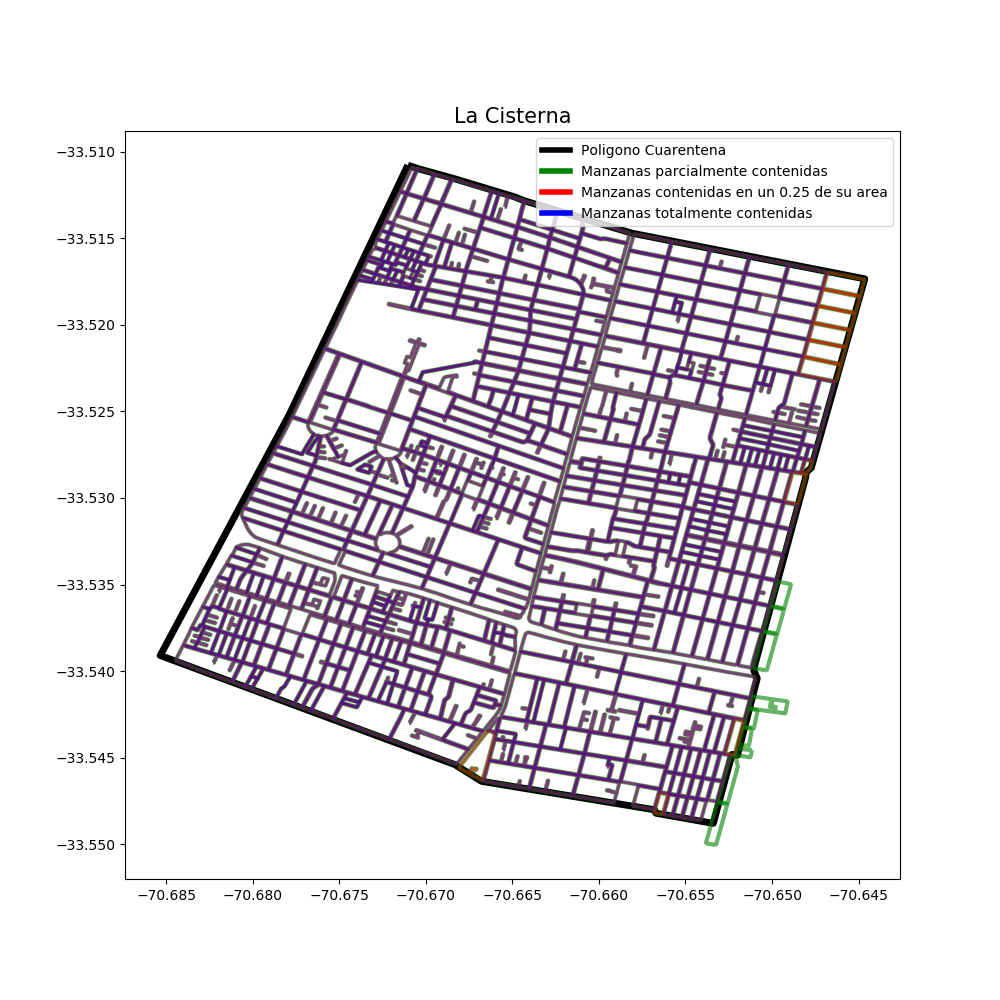 La Cisterna
Poligono Cuarentena
Manzanas parcialmente contenidas
Manzanas contenidas en un 0.25 de su area
Manzanas totalmente contenidas
−33.510
−33.515
−33.520
−33.525
−33.530
−33.535
−33.540
−33.545
−33.550
−70.685 −70.680 −70.675 −70.670 −70.665 −70.660 −70.655 −70.650 −70.645